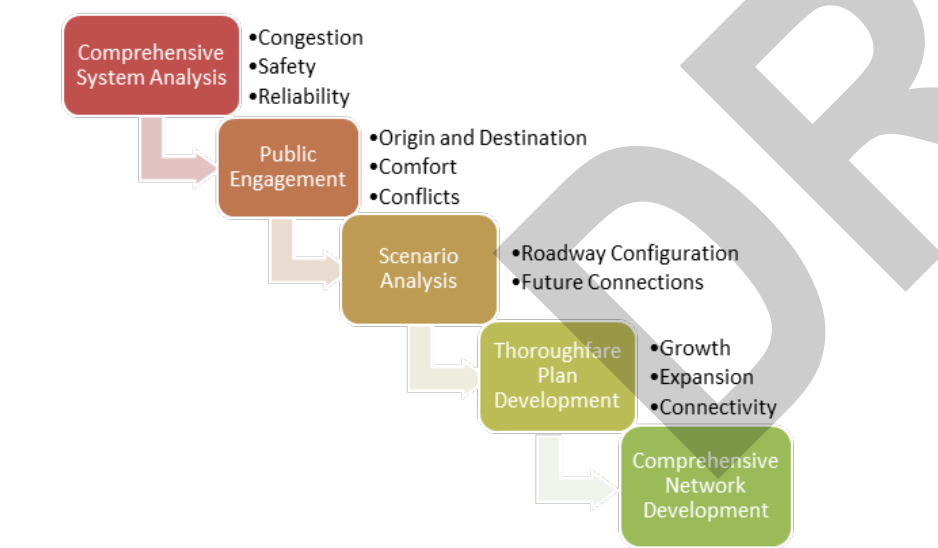 Comprehensive
System Analysis
•Congestion
•Safety
•Reliability
Public
Engagement
•Origin and Destination
•Comfort
•Conflicts
Scenario
Analysis
•Roadway Configuration
•Future Connections
Thoroughfare
Plan
Development
•Growth
•Expansion
•Connectivity
Comprehensive
Network
Development
DR